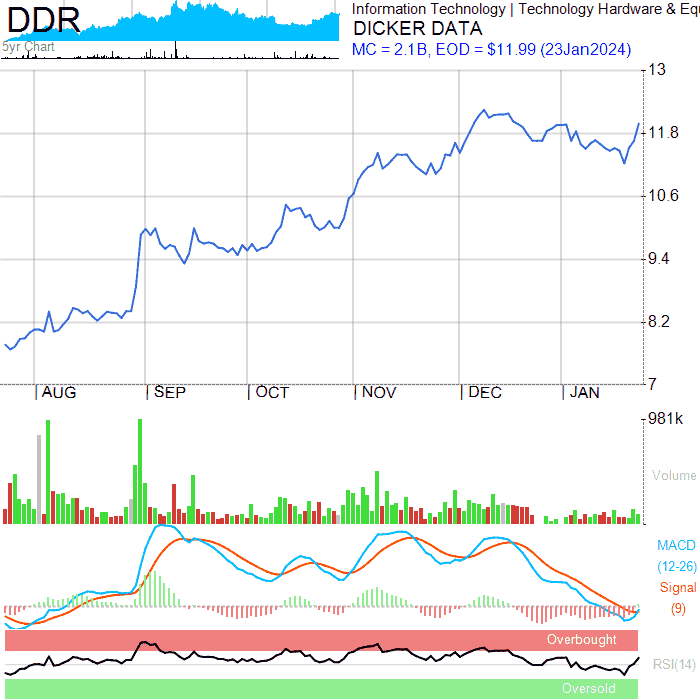 DDR
5yr Chart
Information Technology | Technology Hardware & Equ
DICKER DATA
MC = 2.1B, EOD = $11.99 (23Jan2024)
13
11.8
10.6
9.4
8.2
7
AUG SEP OCT NOV DEC JAN
981k
Volume
MACD
(12-26)
Signal
(9)
Overbought
RSI(14)
Oversold